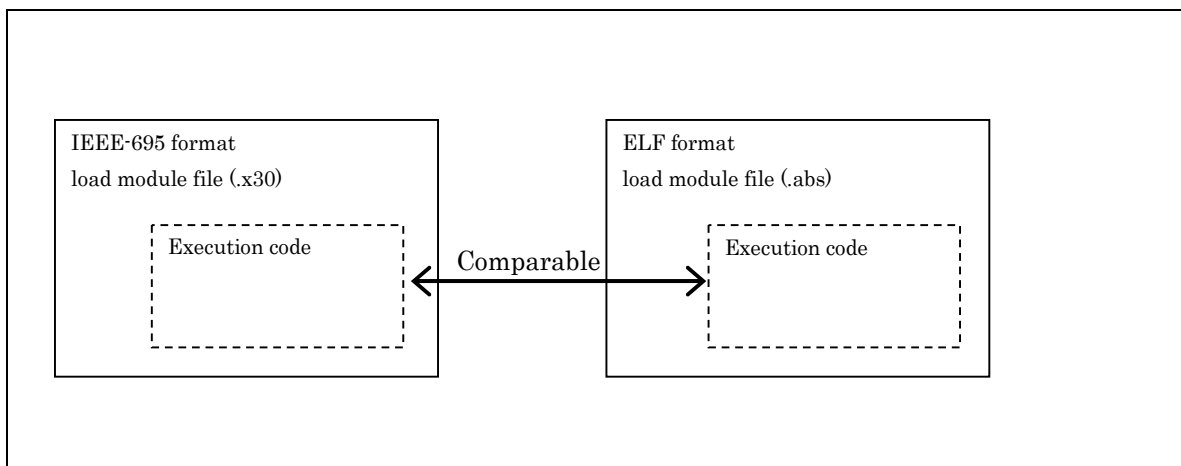 IEEE-695 format
load module file (.x30)
Execution code
Comparable
ELF format
load module file (.abs)
Execution code